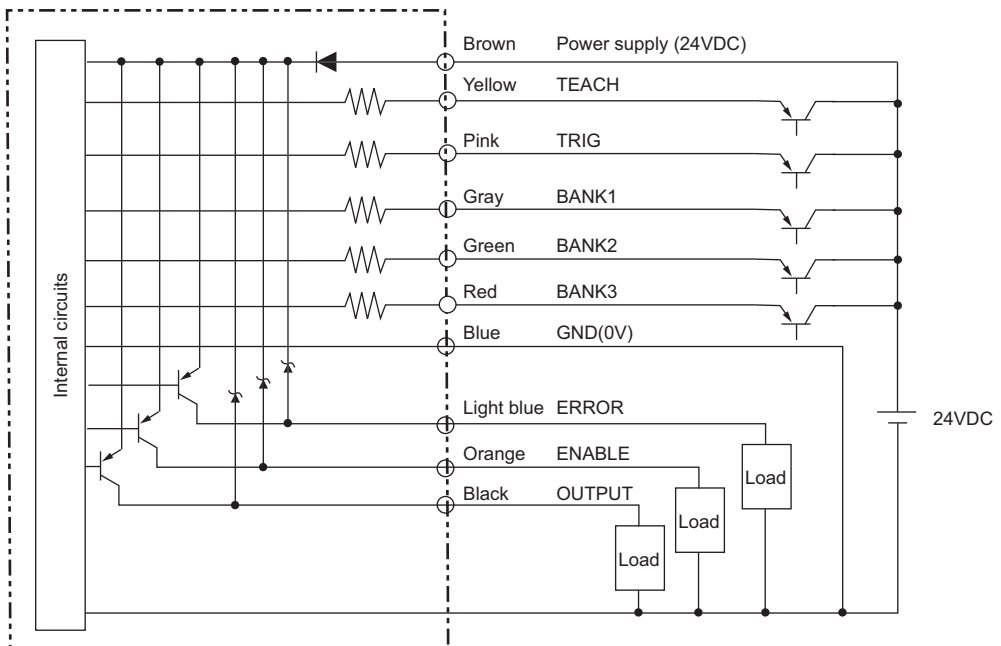 Brown Power supply (24VDC)
Yellow TEACH
Pink TRIG
Gray BANK1
Green BANK2
Red BANK3
Blue GND(0V)
Internal circuits
Light blue ERROR
24VDC
Orange ENABLE
Load
Black OUTPUT
Load
Load